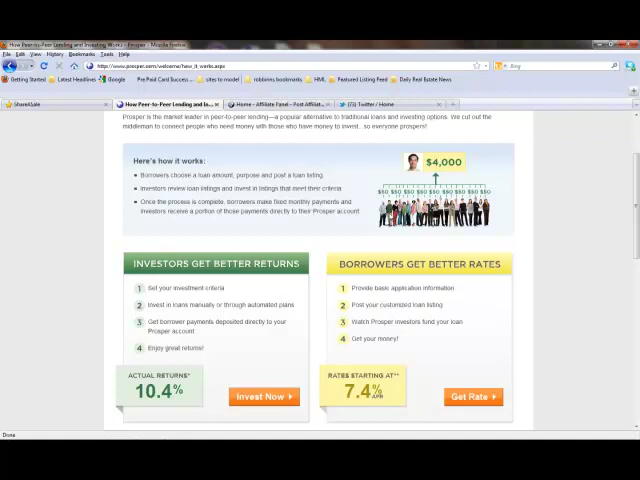 How Peer-to-Peer Lending and Investing Works - Prosper - Mozilla Firefox
File Edit View History Bookmarks Tools Help
http://www.prosper.com/welcome/how_it_works.aspx
Bing
Getting Started Latest Headlines Google Pre Paid Card Success ... sites to model robbinns bookmarks HML Featured Listing Feed Daily Real Estate News
ShareASale How Peer-to-Peer Lending and In... Home - Affiliate Panel - Post Affiliat... (73) Twitter / Home
Prosper is the market leader in peer-to-peer lending—a popular alternative to traditional loans and investing options. We cut out the
middleman to connect people who need money with those who have money to invest...so everyone prospers!
Here's how it works:
Borrowers choose a loan amount, purpose and post a loan listing.
Investors review loan listings and invest in listings that meet their criteria
Once the process is complete, borrowers make fixed monthly payments and
investors receive a portion of those payments directly to their Prosper account
$4,000
$50 $50 $50 $50 $50 $50 $50 $50 $50
INVESTORS GET BETTER RETURNS
1 Set your investment criteria
2 Invest in loans manually or through automated plans
3 Get borrower payments deposited directly to your
Prosper account
4 Enjoy great returns!
ACTUAL RETURNS*
10.4%
Invest Now
BORROWERS GET BETTER RATES
1 Provide basic application information
2 Post your customized loan listing
3 Watch Prosper investors fund your loan
4 Get your money!
RATES STARTING AT**
7.4% APR
Get Rate
Done